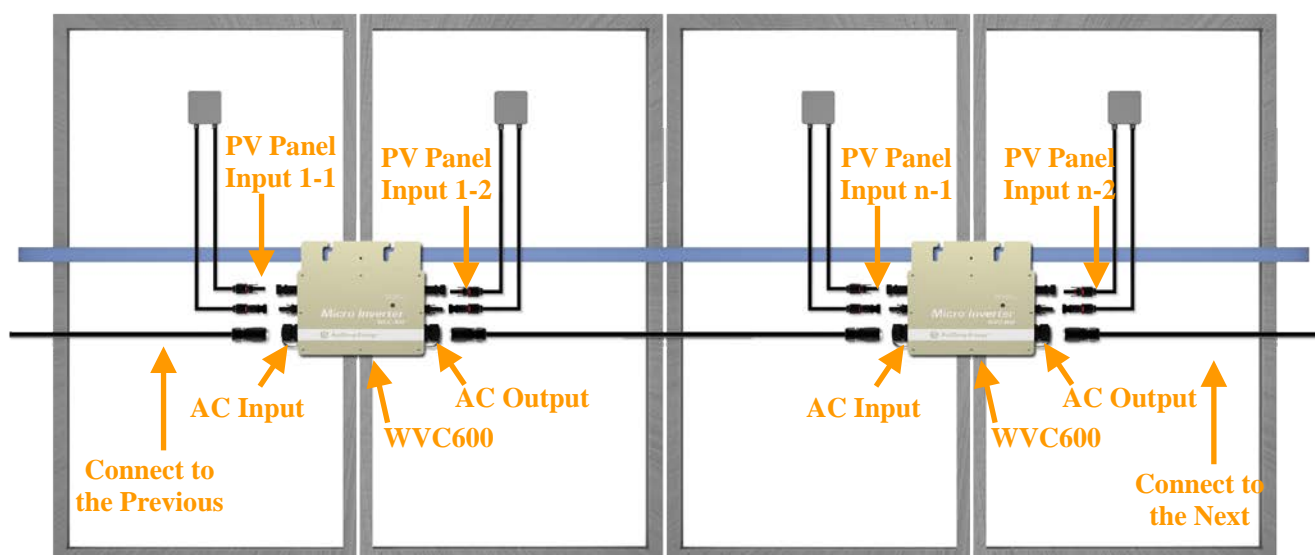 PV Panel
Input 1-1
PV Panel
Input 1-2
PV Panel
Input n-1
PV Panel
Input n-2
Micro Inverter
Micro Inverter
AC Input
AC Output
WVC600
AC Input
AC Output
WVC600
Connect to
the Previous
Connect to
the Next